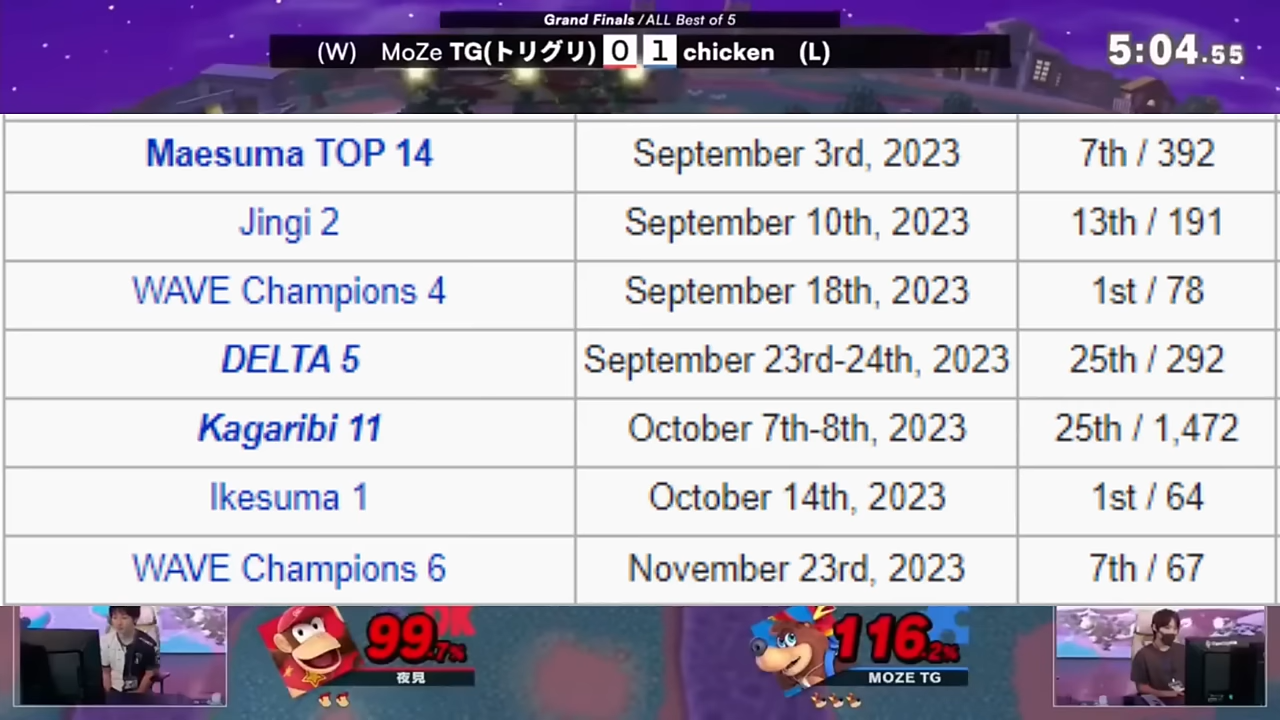 Grand Finals / ALL Best of 5
(W) MoZe TG(トリグリ) 0 1 chicken (L)
5:04.55
Maesuma TOP 14 September 3rd, 2023 7th / 392
Jingi 2 September 10th, 2023 13th / 191
WAVE Champions 4 September 18th, 2023 1st / 78
DELTA 5 September 23rd-24th, 2023 25th / 292
Kagaribi 11 October 7th-8th, 2023 25th / 1,472
Ikesuma 1 October 14th, 2023 1st / 64
WAVE Champions 6 November 23rd, 2023 7th / 67
99.7% 116.2%
夜見 MOZE TG